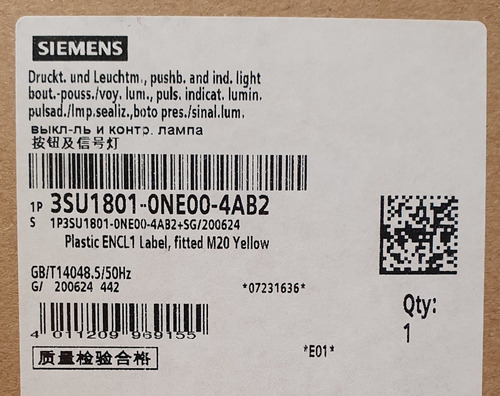 SIEMENS
Druckt. und Leuchtm., pushb. and ind. light
bout.-pouss./voy. lum., puls. indicat. lumin.
pulsad./Imp.sealiz.,boto pres./sinal.lum.
выкл-ль и контр. лампа
按钮及信号灯
1P 3SU1801-0NE00-4AB2
S 1P3SU1801-0NE00-4AB2+SG/200624
Plastic ENCL1 Label, fitted M20 Yellow
GB/T14048.5/50Hz
G/ 200624 442 *07231636*
4 011209 969155
Qty:
1
质量检验合格
*E01*